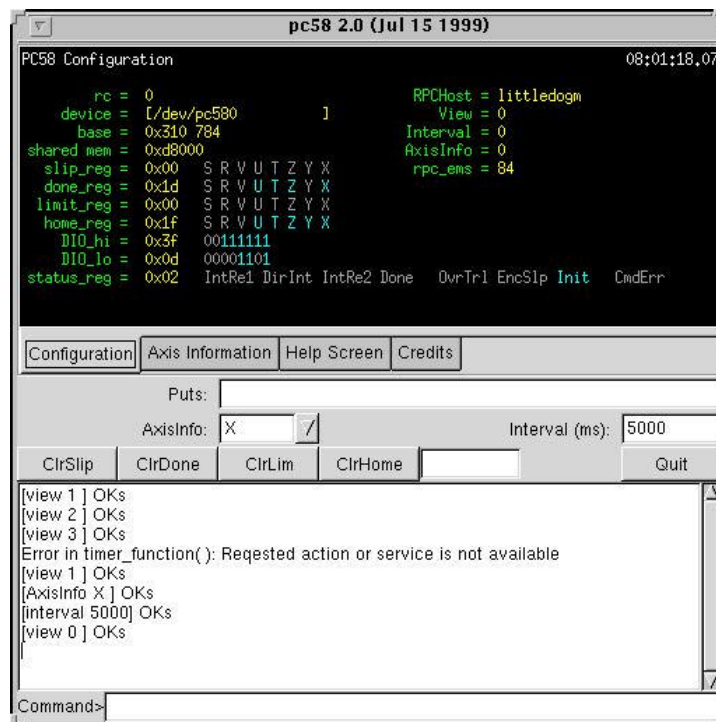 pc58 2.0 (Jul 15 1999)
PC58 Configuration 08:01:18.07
rc = 0 RPCHost = littledogm
device = [/dev/pc580 ] View = 0
base = 0x310 784 Interval = 0
shared mem = 0xd8000 AxisInfo = 0
slip_reg = 0x00 S R V U T Z Y X rpc_ems = 84
done_reg = 0x1d S R V U T Z Y X
limit_reg = 0x00 S R V U T Z Y X
home_reg = 0x1f S R V U T Z Y X
DIO_hi = 0x3f 00111111
DIO_lo = 0x0d 00001101
status_reg = 0x02 IntRe1 DirInt IntRe2 Done OvrTrl EncSlp Init CmdErr
Configuration Axis Information Help Screen Credits
Puts:
AxisInfo: X Interval (ms): 5000
ClrSlip ClrDone ClrLim ClrHome Quit
[view 1 ] OKs
[view 2 ] OKs
[view 3 ] OKs
Error in timer_function( ): Reqested action or service is not available
[view 1 ] OKs
[AxisInfo X ] OKs
[interval 5000] OKs
[view 0 ] OKs
Command>